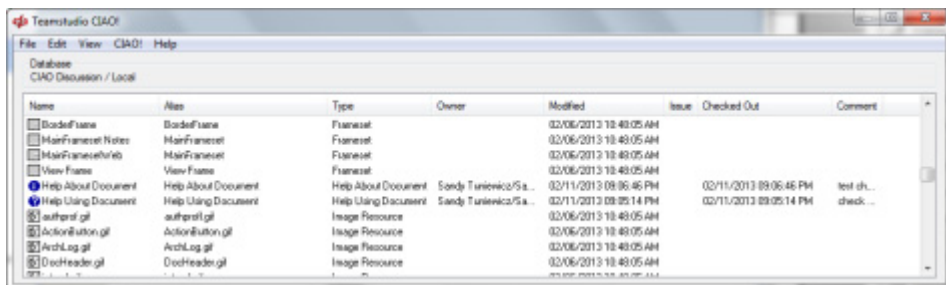 Teamstudio CIAO!
File Edit View CIAO! Help
Database
CIAO Discussion / Local
Name Alias Type Owner Modified Issue Checked Out Comment
BorderFrame BorderFrame Frameset 02/06/2013 10:48:05 AM
MainFrameset Notes MainFrameset Frameset 02/06/2013 10:48:05 AM
MainFramesetWeb MainFrameset Frameset 02/06/2013 10:48:05 AM
View Frame View Frame Frameset 02/06/2013 10:48:05 AM
Help About Document Help About Document Help About Document Sandy Tuniewicz/Sa... 02/11/2013 09:06:46 PM 02/11/2013 09:06:46 PM test ch...
Help Using Document Help Using Document Help Using Document Sandy Tuniewicz/Sa... 02/11/2013 09:05:14 PM 02/11/2013 09:05:14 PM check ...
authprof.gif authprofl.gif Image Resource 02/06/2013 10:48:05 AM
ActionButton.gif ActionButton.gif Image Resource 02/06/2013 10:48:05 AM
ArchLog.gif ArchLog.gif Image Resource 02/06/2013 10:48:05 AM
DocHeader.gif DocHeader.gif Image Resource 02/06/2013 10:48:05 AM